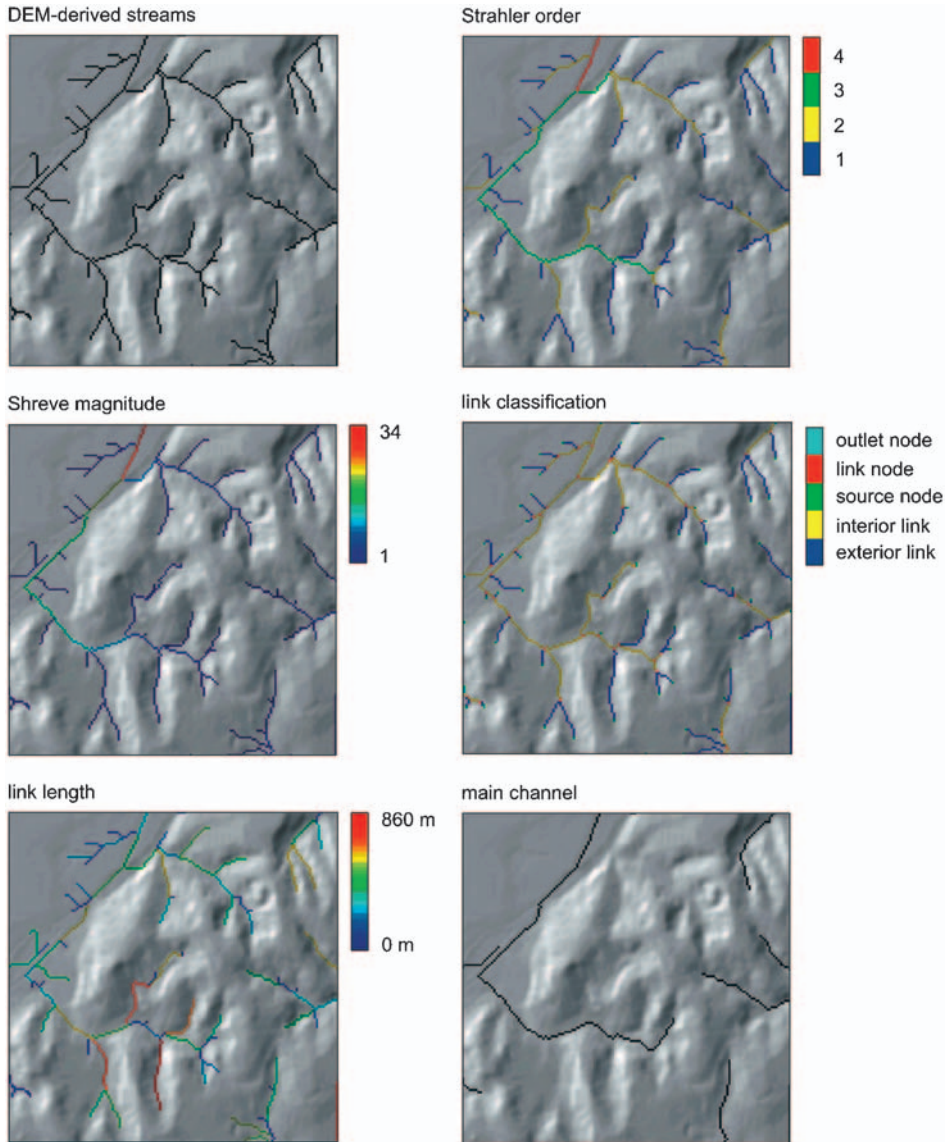 DEM-derived streams
Strahler order
4
3
2
1
Shreve magnitude
34
1
link classification
outlet node
link node
source node
interior link
exterior link
link length
860 m
0 m
main channel